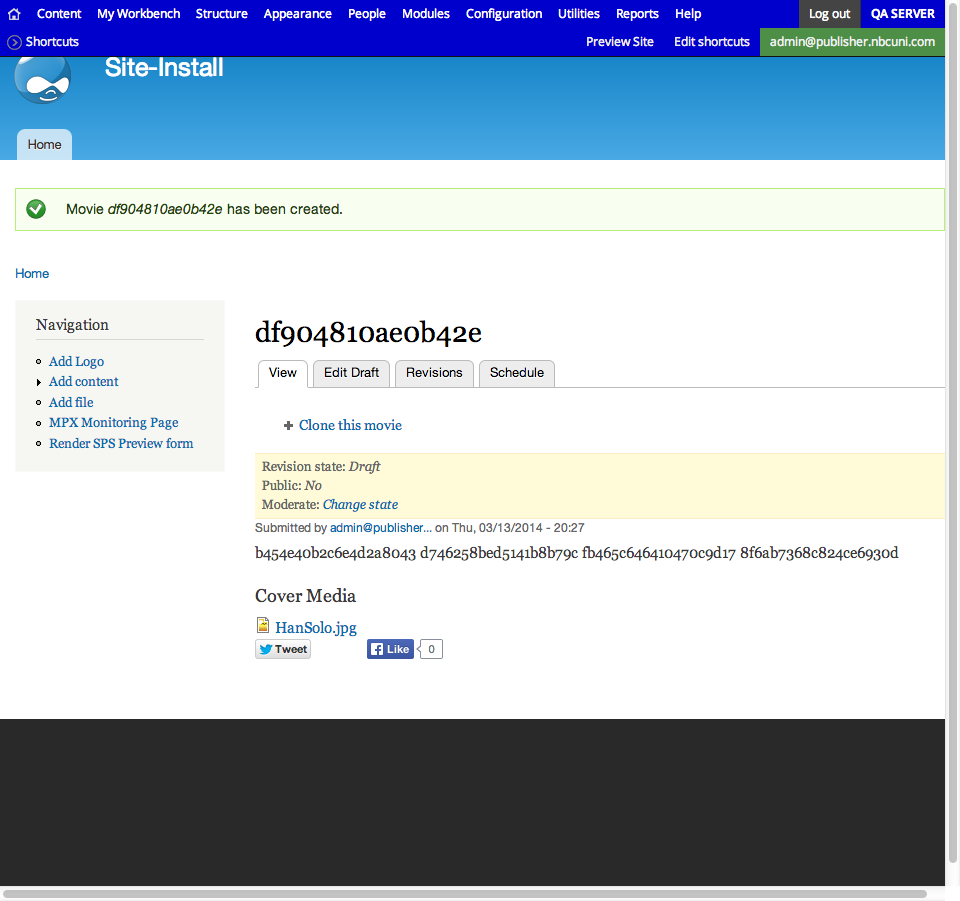 Content My Workbench Structure Appearance People Modules Configuration Utilities Reports Help Log out QA SERVER
Shortcuts Preview Site Edit shortcuts admin@publisher.nbcuni.com
Site-Install
Home
Movie df904810ae0b42e has been created.
Home
Navigation
Add Logo
Add content
Add file
MPX Monitoring Page
Render SPS Preview form
df904810ae0b42e
View Edit Draft Revisions Schedule
Clone this movie
Revision state: Draft
Public: No
Moderate: Change state
Submitted by admin@publisher... on Thu, 03/13/2014 - 20:27
b454e40b2c6e4d2a8043 d746258bed5141b8b79c fb465c646410470c9d17 8f6ab7368c824ce6930d
Cover Media
HanSolo.jpg
Tweet Like 0